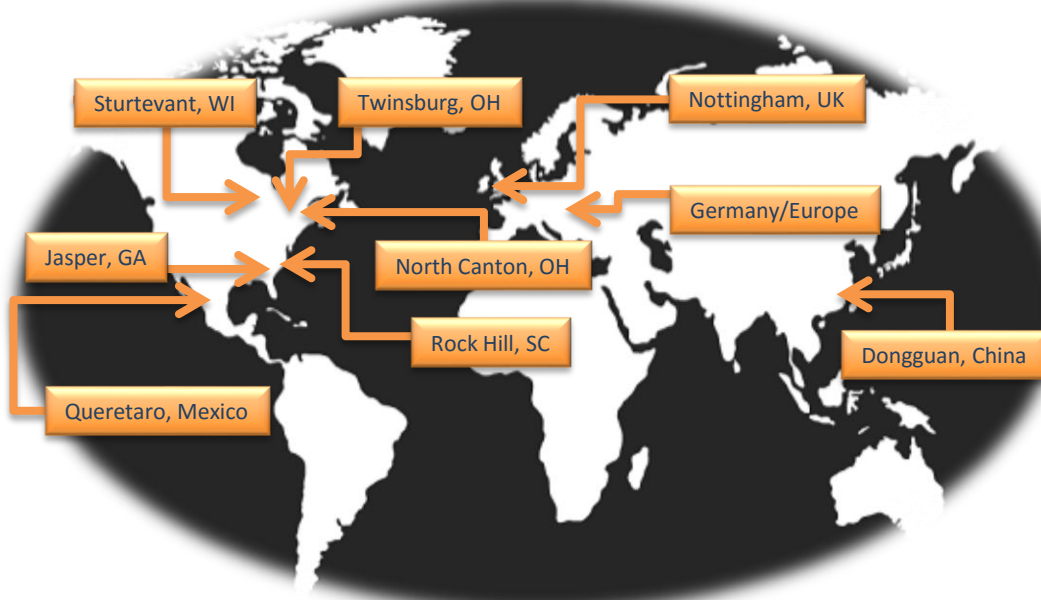 Sturtevant, WI
Twinsburg, OH
Nottingham, UK
Germany/Europe
Jasper, GA
North Canton, OH
Rock Hill, SC
Dongguan, China
Queretaro, Mexico